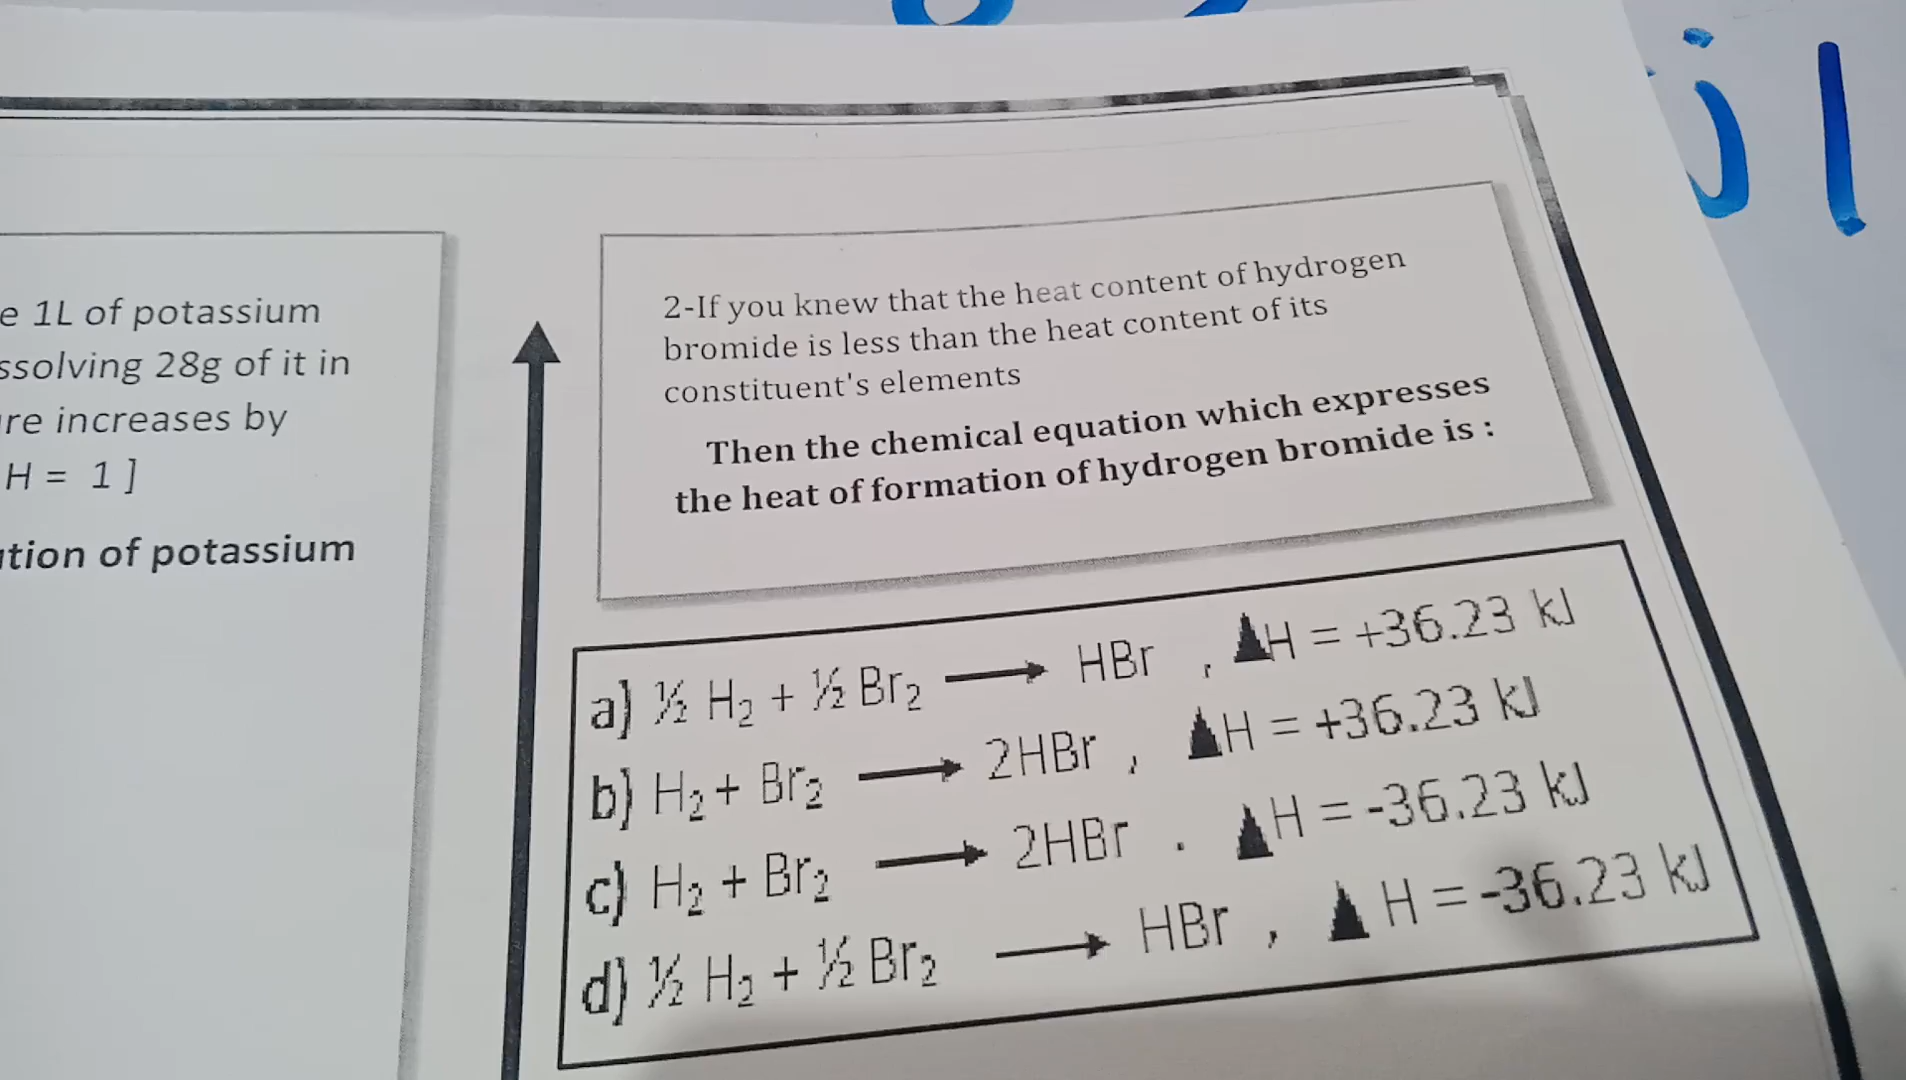 e 1L of potassium
ssolving 28g of it in
re increases by
H = 1 ]
tion of potassium
2-If you knew that the heat content of hydrogen
bromide is less than the heat content of its
constituent's elements
Then the chemical equation which expresses
the heat of formation of hydrogen bromide is :
a) ½ H₂ + ½ Br₂ ⟶ HBr , ▲H = +36.23 kJ
b) H₂ + Br₂ ⟶ 2HBr , ▲H = +36.23 kJ
c) H₂ + Br₂ ⟶ 2HBr . ▲H = -36.23 kJ
d) ½ H₂ + ½ Br₂ ⟶ HBr , ▲H = -36.23 kJ